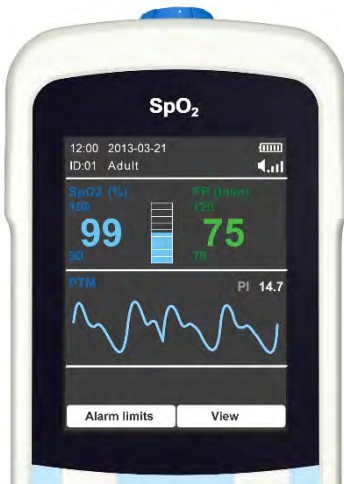 SpO₂
12:00 2013-03-21
ID:01 Adult
SpO2 (%) PR (bpm)
100 120
99 75
90 70
PTM PI 14.7
Alarm limits View